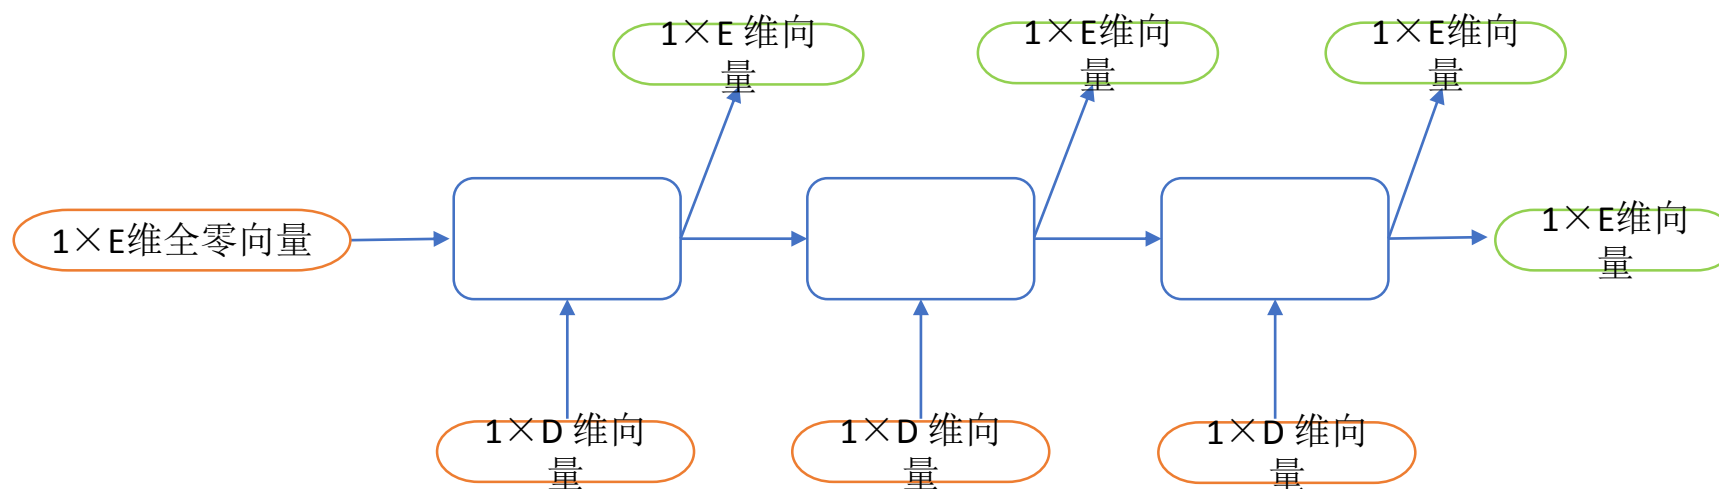 1×E 维向
量
1×E维向
量
1×E维向
量
1×E维全零向量
1×E维向
量
1×D 维向
量
1×D 维向
量
1×D 维向
量